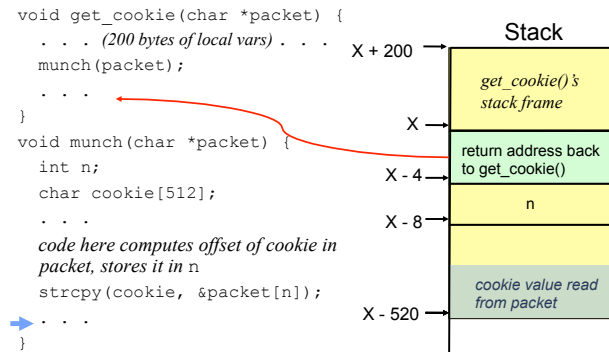 void get_cookie(char *packet) {
. . . (200 bytes of local vars) . . .
munch(packet);
. . .
}
void munch(char *packet) {
int n;
char cookie[512];
. . .
code here computes offset of cookie in
packet, stores it in n
strcpy(cookie, &packet[n]);
. . .
}
Stack
X + 200
get_cookie()’s
stack frame
X
return address back
to get_cookie()
X - 4
n
X - 8
cookie value read
from packet
X - 520